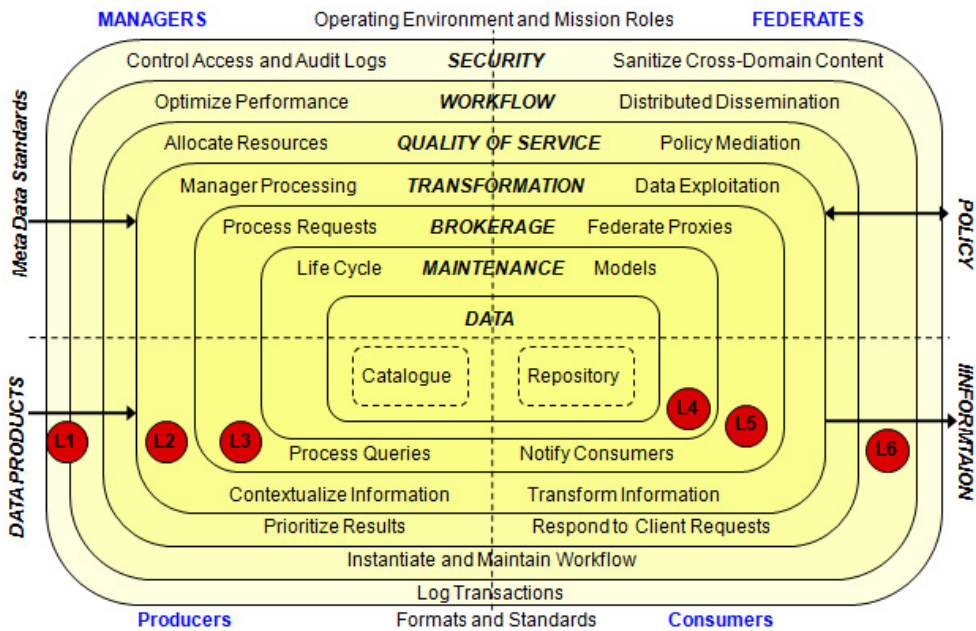 MANAGERS
Operating Environment and Mission Roles
FEDERATES
Control Access and Audit Logs
SECURITY
Sanitize Cross-Domain Content
Optimize Performance
WORKFLOW
Distributed Dissemination
Allocate Resources
QUALITY OF SERVICE
Policy Mediation
Manager Processing
TRANSFORMATION
Data Exploitation
Process Requests
BROKERAGE
Federate Proxies
Life Cycle
MAINTENANCE
Models
DATA
Catalogue
Repository
Meta Data Standards
POLICY
DATA PRODUCTS
IINFORMTAION
L1
L2
L3
L4
L5
L6
Process Queries
Notify Consumers
Contextualize Information
Transform Information
Prioritize Results
Respond to Client Requests
Instantiate and Maintain Workflow
Log Transactions
Producers
Formats and Standards
Consumers